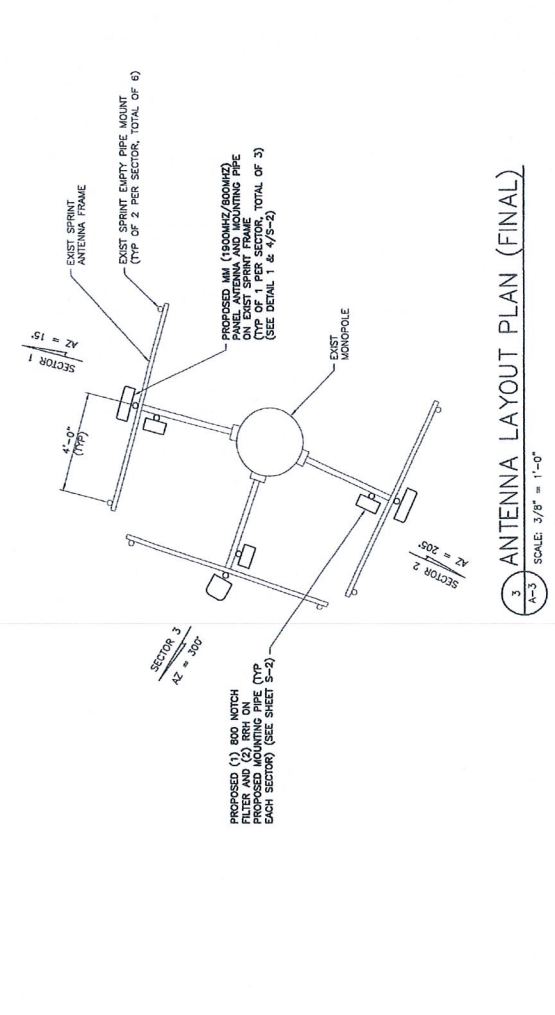 SECTOR 1
AZ = 15°
EXIST SPRINT
ANTENNA FRAME
EXIST SPRINT EMPTY PIPE MOUNT
(TYP OF 2 PER SECTOR, TOTAL OF 6)
4'-0"
(TYP)
PROPOSED MM (1900MHZ/800MHZ)
PANEL ANTENNA AND MOUNTING PIPE
ON EXIST SPRINT FRAME
(TYP OF 1 PER SECTOR, TOTAL OF 3)
(SEE DETAIL 1 & 4/S-2)
EXIST
MONOPOLE
SECTOR 3
AZ = 300°
SECTOR 2
AZ = 205°
PROPOSED (1) 800 NOTCH
FILTER AND (2) RRH ON
PROPOSED MOUNTING PIPE (TYP
EACH SECTOR) (SEE SHEET S-2)
3
A-3
ANTENNA LAYOUT PLAN (FINAL)
SCALE: 3/8" = 1'-0"